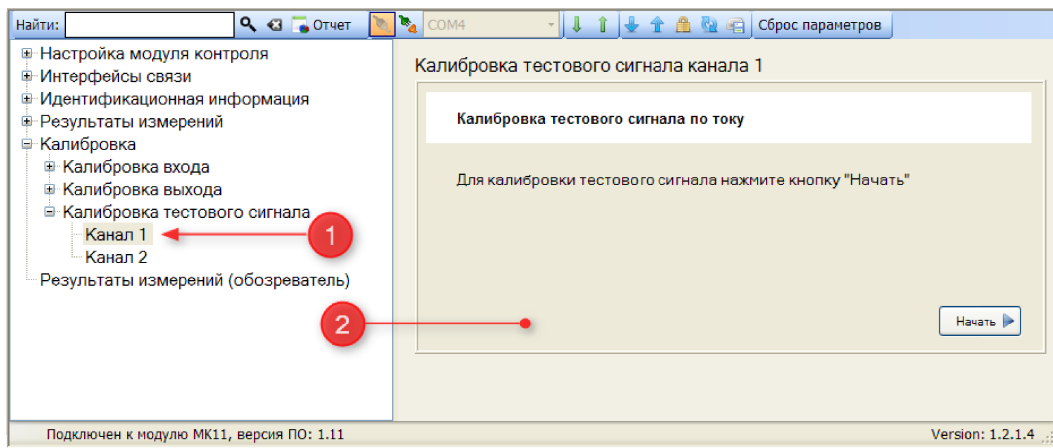 Найти: Отчет COM4 Сброс параметров
Настройка модуля контроля
Интерфейсы связи
Идентификационная информация
Результаты измерений
Калибровка
Калибровка входа
Калибровка выхода
Калибровка тестового сигнала
Канал 1
1
Канал 2
Результаты измерений (обозреватель)
Калибровка тестового сигнала канала 1
Калибровка тестового сигнала по току
Для калибровки тестового сигнала нажмите кнопку "Начать"
2
Начать
Подключен к модулю МК11, версия ПО: 1.11
Version: 1.2.1.4